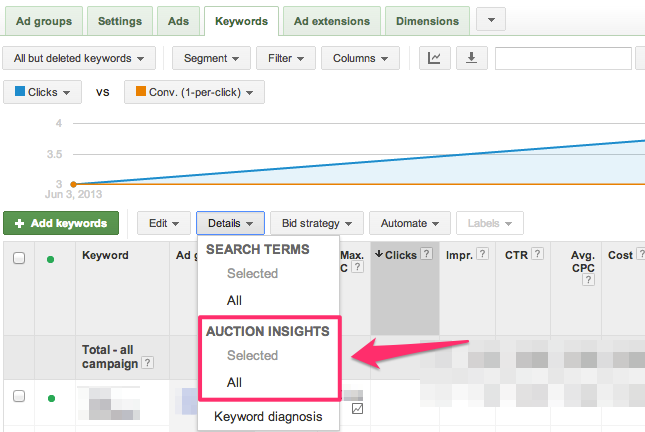 Ad groups Settings Ads Keywords Ad extensions Dimensions
All but deleted keywords Segment Filter Columns
Clicks VS Conv. (1-per-click)
4
3.5
3
Jun 3, 2013
+ Add keywords Edit Details Bid strategy Automate Labels
SEARCH TERMS
Selected
All
AUCTION INSIGHTS
Selected
All
Keyword diagnosis
Keyword Ad g Max. Clicks ? Impr. ? CTR ? Avg. Cost ?
C ? CPC
?
Total - all
campaign ?